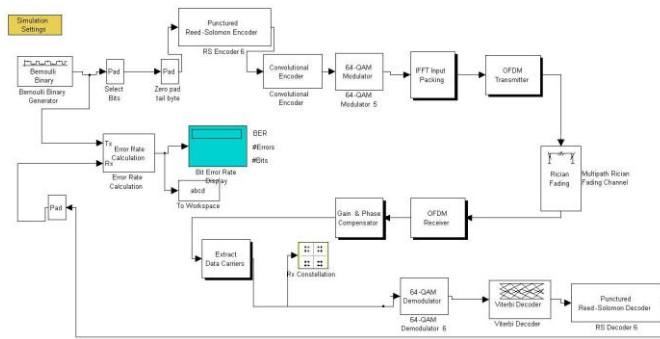 Simulation
Settings
Bernoulli
Binary
Bernoulli Binary
Generator
Pad
Select
Bits
Pad
Zero pad
tail byte
Punctured
Reed-Solomon Encoder
RS Encoder 6
Convolutional
Encoder
Convolutional
Encoder
64-QAM
Modulator
64-QAM
Modulator 5
IFFT Input
Packing
OFDM
Transmitter
Tx
Rx
Error Rate
Calculation
Error Rate
Calculation
BER
#Errors
#Bits
Bit Error Rate
Display
abcd
To Workspace
Rician
Fading
Multipath Rician
Fading Channel
Pad
Gain & Phase
Compensator
OFDM
Receiver
Extract
Data Carriers
Rx Constellation
64-QAM
Demodulator
64-QAM
Demodulator 6
Viterbi Decoder
Viterbi Decoder
Punctured
Reed-Solomon Decoder
RS Decoder 6